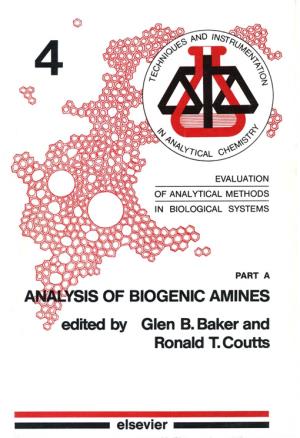 4
TECHNIQUES AND INSTRUMENTATION
IN ANALYTICAL CHEMISTRY
EVALUATION
OF ANALYTICAL METHODS
IN BIOLOGICAL SYSTEMS
PART A
ANALYSIS OF BIOGENIC AMINES
edited by Glen B. Baker and
Ronald T. Coutts
elsevier